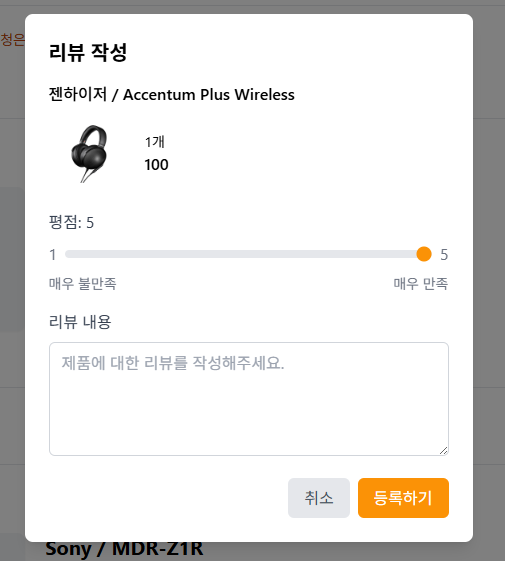 청은
리뷰 작성
젠하이저 / Accentum Plus Wireless
1개
100
평점: 5
1
5
매우 불만족
매우 만족
리뷰 내용
제품에 대한 리뷰를 작성해주세요.
취소
등록하기
Sony / MDR-Z1R